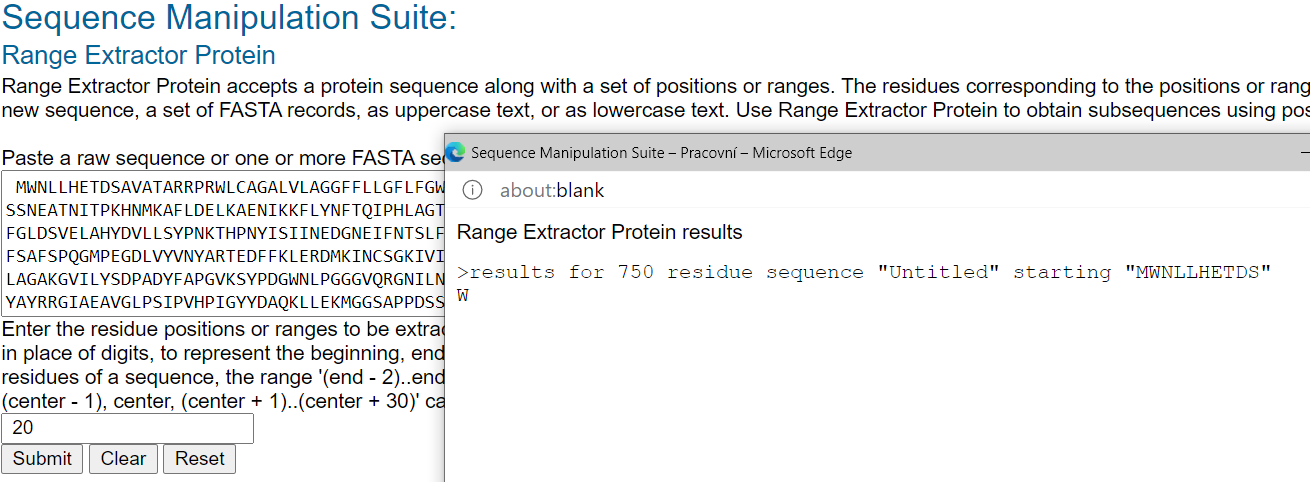 Sequence Manipulation Suite:
Range Extractor Protein
Range Extractor Protein accepts a protein sequence along with a set of positions or ranges. The residues corresponding to the positions or rang
new sequence, a set of FASTA records, as uppercase text, or as lowercase text. Use Range Extractor Protein to obtain subsequences using pos
Paste a raw sequence or one or more FASTA sec
MWNLLHETDSAVATARRPRWLCAGALVLAGGFFLLGFLFGW
SSNEATNITPKHNMKAFLDELKAENIKKFLYNFTQIPHLAGT
FGLDSVELAHYDVLLSYPNKTHPNYISIINEDGNEIFNTSLF
FSAFSPQGMPEGDLVYVNYARTEDFFKLERDMKINCSGKIVI
LAGAKGVILYSDPADYFAPGVKSYPDGWNLPGGGVQRGNILN
YAYRRGIAEAVGLPSIPVHPIGYYDAQKLLEKMGGSAPPDSS
Enter the residue positions or ranges to be extrac
in place of digits, to represent the beginning, end
residues of a sequence, the range '(end - 2)..end
(center - 1), center, (center + 1)..(center + 30)' ca
20
Submit Clear Reset
Sequence Manipulation Suite – Pracovní – Microsoft Edge
about:blank
Range Extractor Protein results
>results for 750 residue sequence "Untitled" starting "MWNLLHETDS"
W